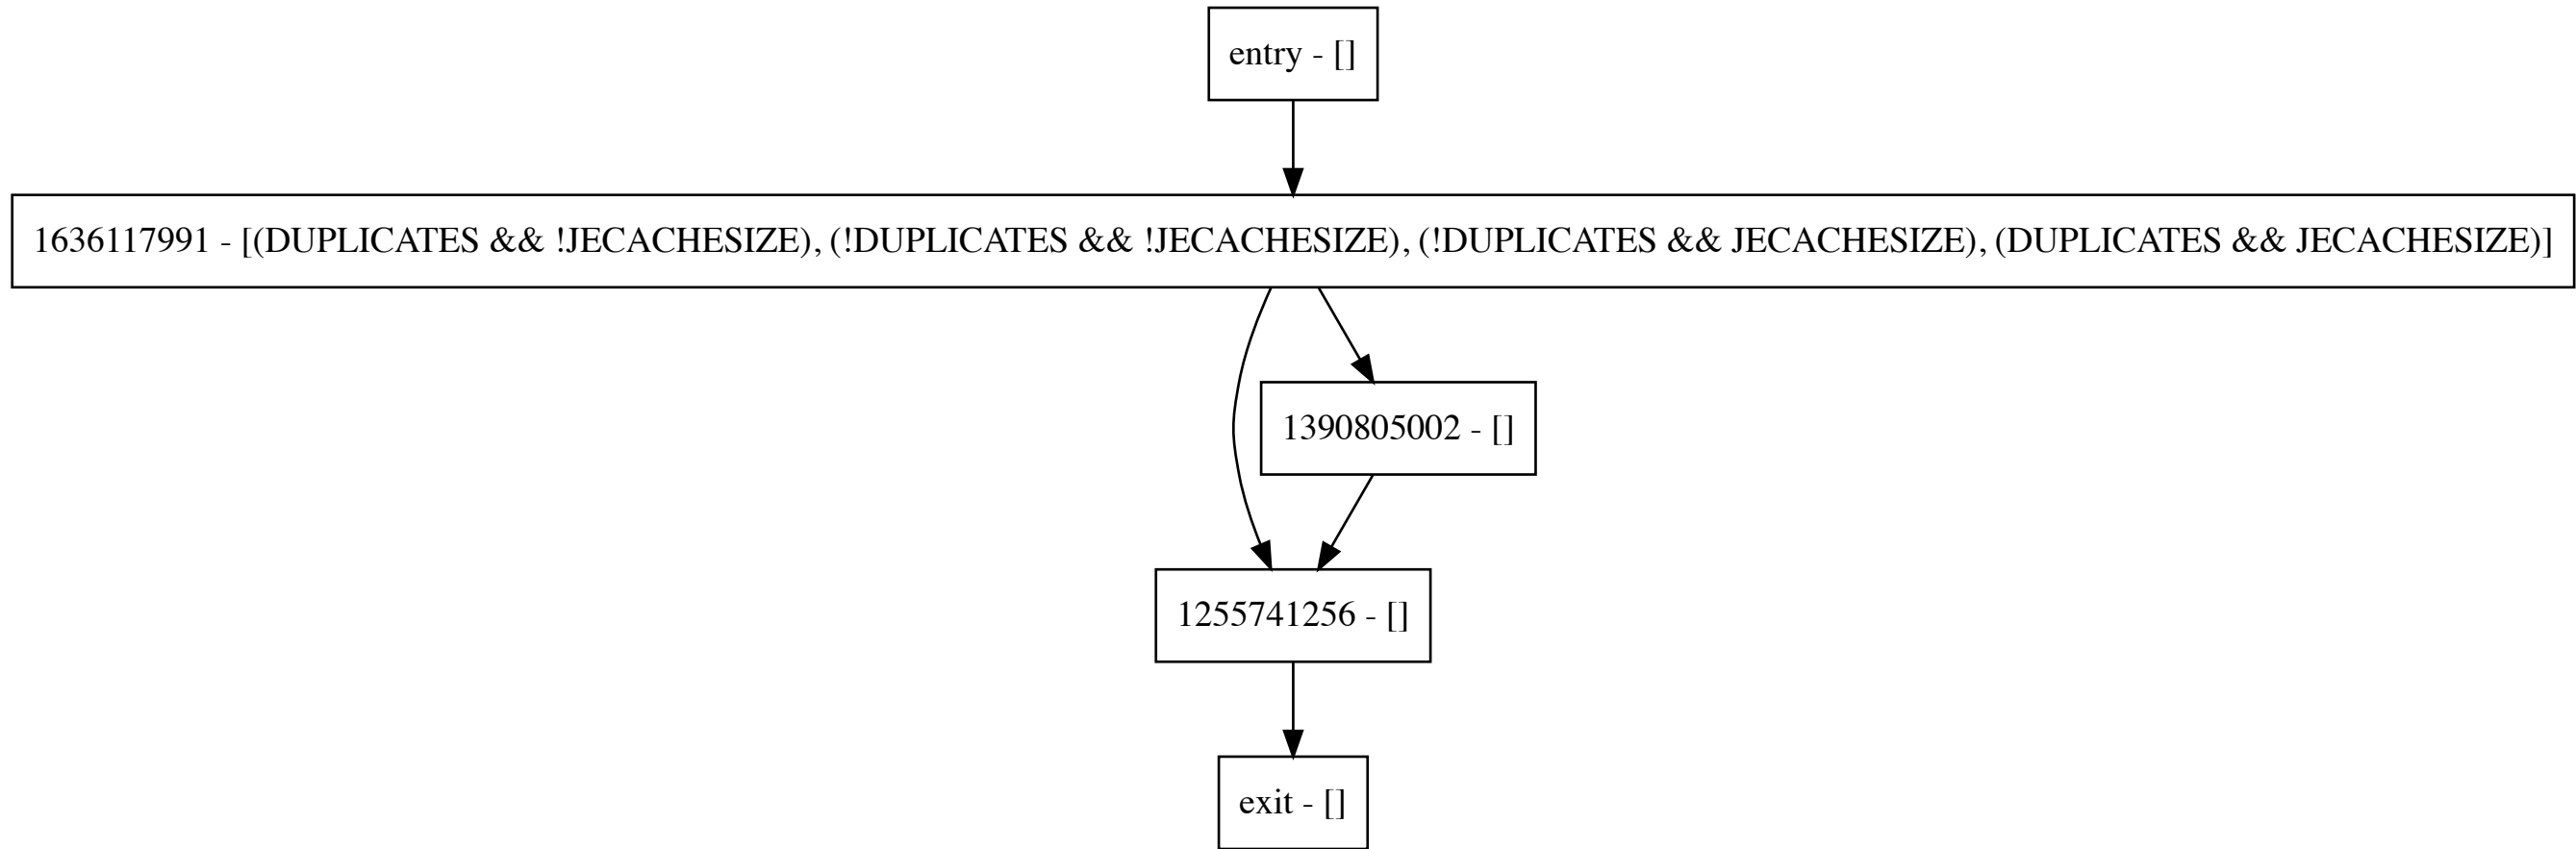 entry - []
1636117991 - [(DUPLICATES && !JECACHESIZE), (!DUPLICATES && !JECACHESIZE), (!DUPLICATES && JECACHESIZE), (DUPLICATES && JECACHESIZE)]
1390805002 - []
1255741256 - []
exit - []